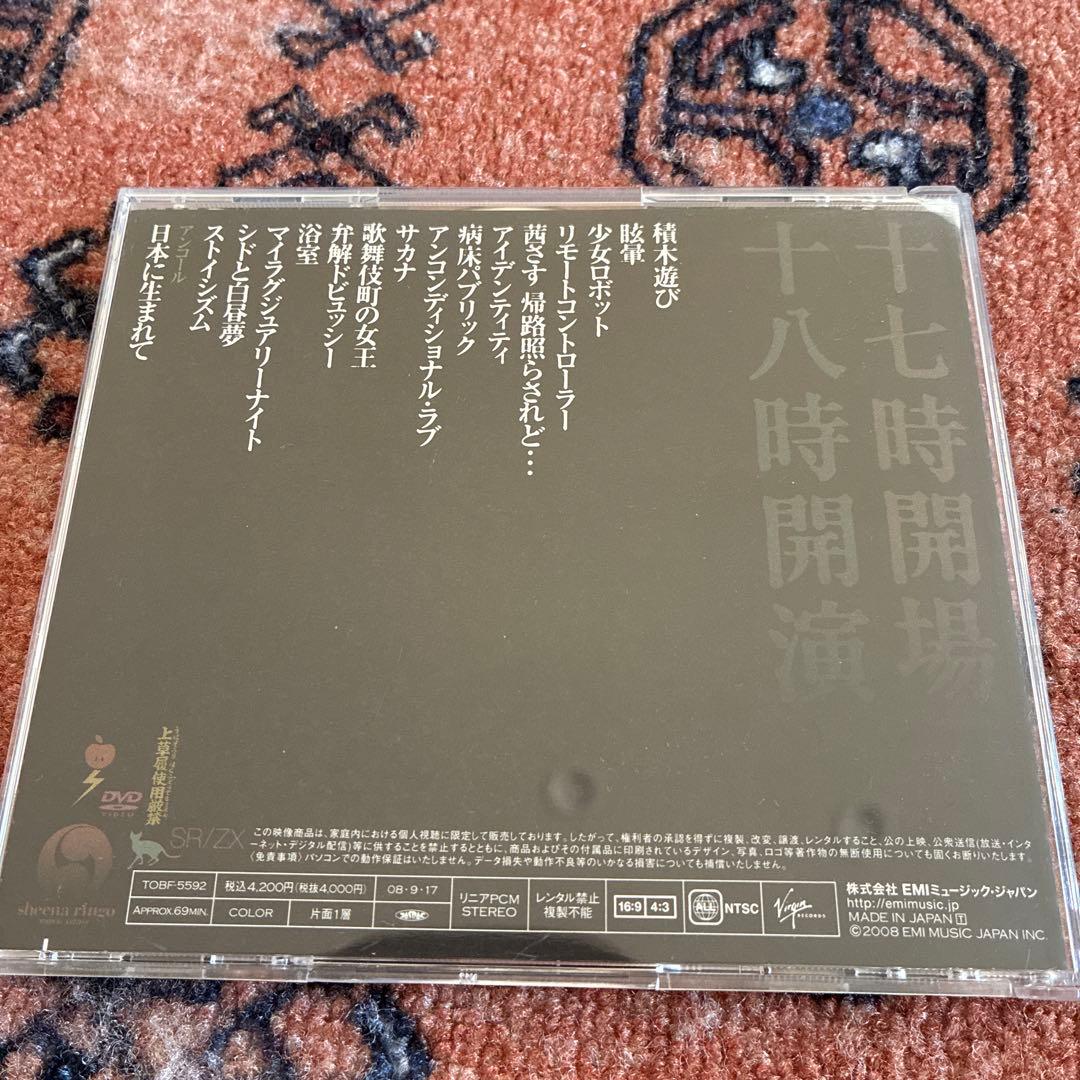 十七時開場
十八時開演
積木遊び
眩暈
少女ロボット
リモートコントローラー
茜さす 帰路照らされど…
アイデンティティ
病床パブリック
アンコンディショナル・ラブ
サカナ
歌舞伎町の女王
弁解ドビュッシー
浴室
マイラグジュアリーナイト
シドと白昼夢
ストイシズム
アンコール
日本に生まれて
上草履使用厳禁
DVD
VIDEO
SR/ZX
sheena ringo
この映像商品は、家庭内における個人視聴に限定して販売しております。したがって、権利者の承認を得ずに複製、改変、譲渡、レンタルすること、公の上映、公衆送信(放送・インタ
ーネット・デジタル配信)等に供することを禁止するとともに、商品およびその付属品に印刷されているデザイン、写真、ロゴ等著作物の無断使用についても固くお断りいたします。
〈免責事項〉パソコンでの動作保証はいたしません。データ損失や動作不良等のいかなる損害についても補償いたしません。
TOBF-5592
税込4,200円(税抜4,000円)
08・9・17
APPROX.69MIN.
COLOR
片面1層
リニアPCM
STEREO
レンタル禁止
複製不能
16:9 4:3
ALL NTSC
Virgin
RECORDS
株式会社 EMIミュージック・ジャパン
http://emimusic.jp
MADE IN JAPAN T
©2008 EMI MUSIC JAPAN INC.